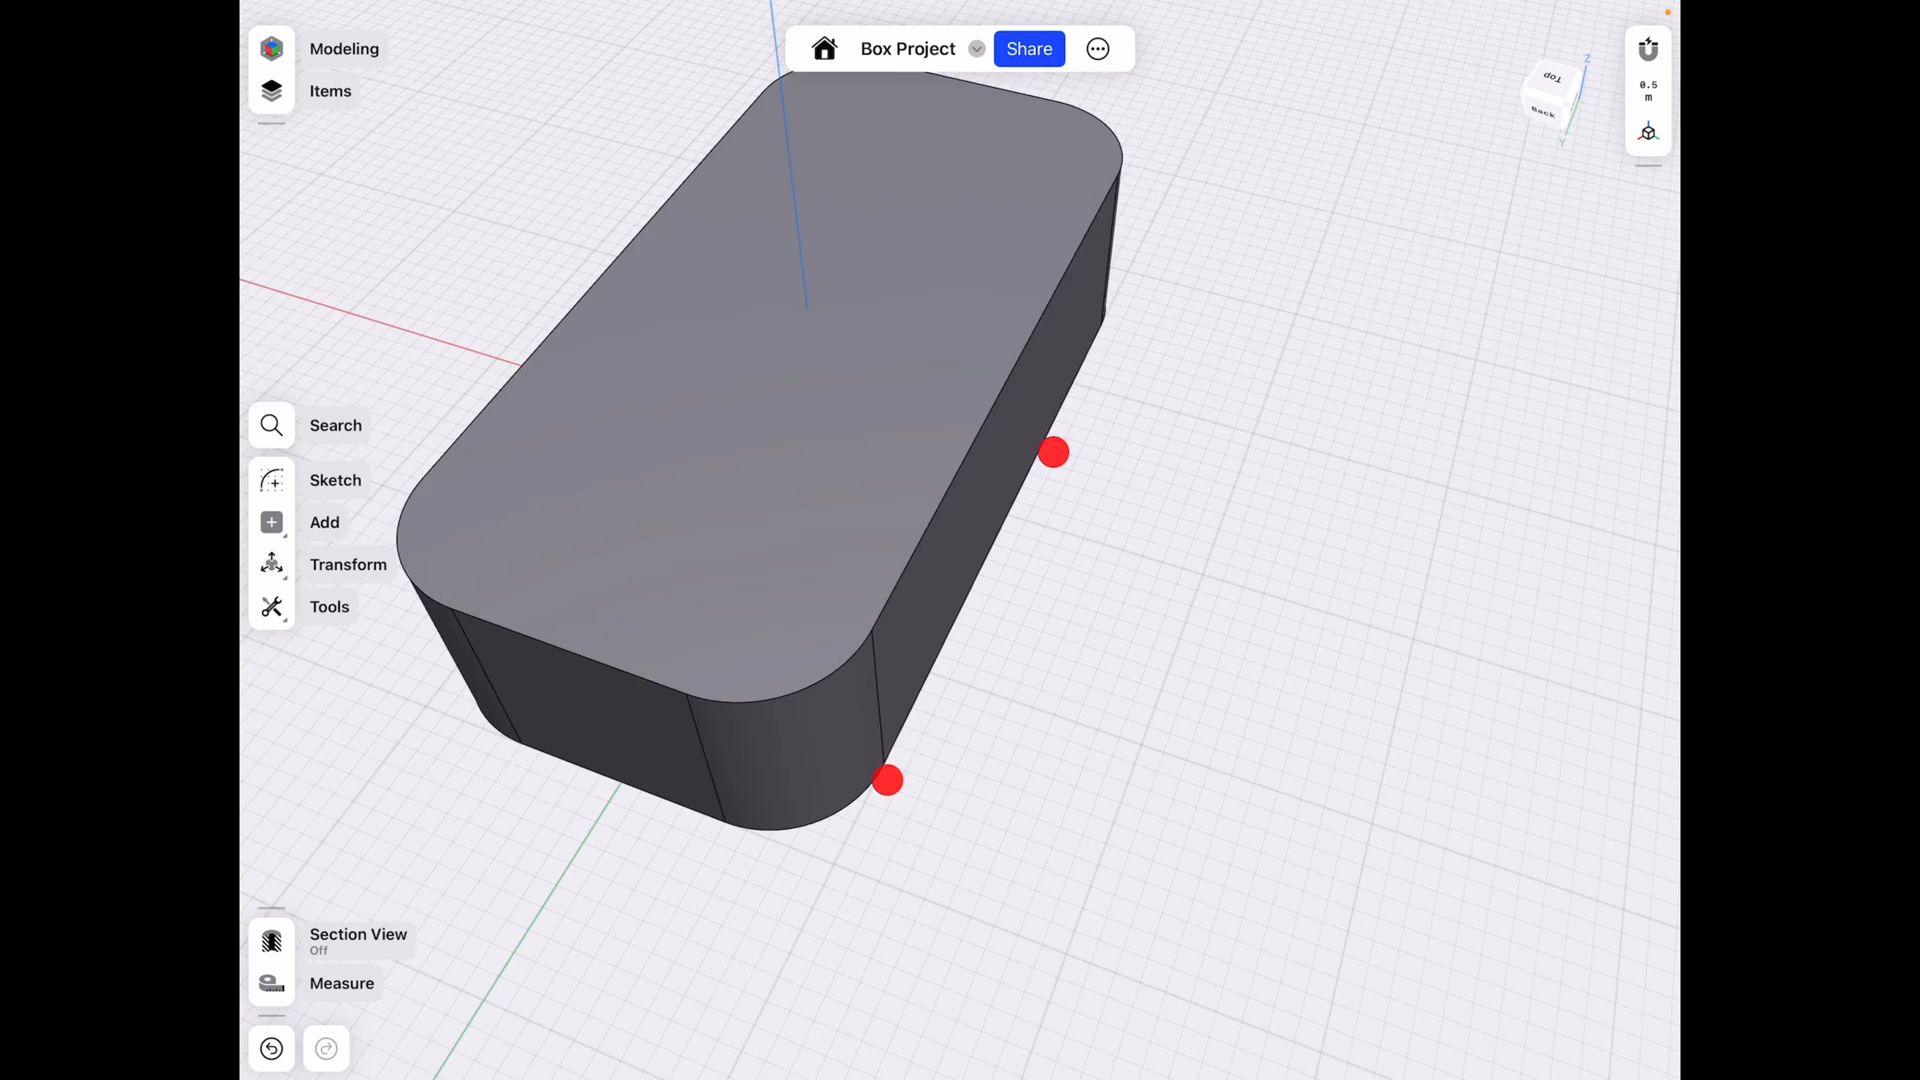 Modeling
Items
Box Project
Share
Top
Back
Z
Y
0.5
m
Search
Sketch
Add
Transform
Tools
Section View
Off
Measure